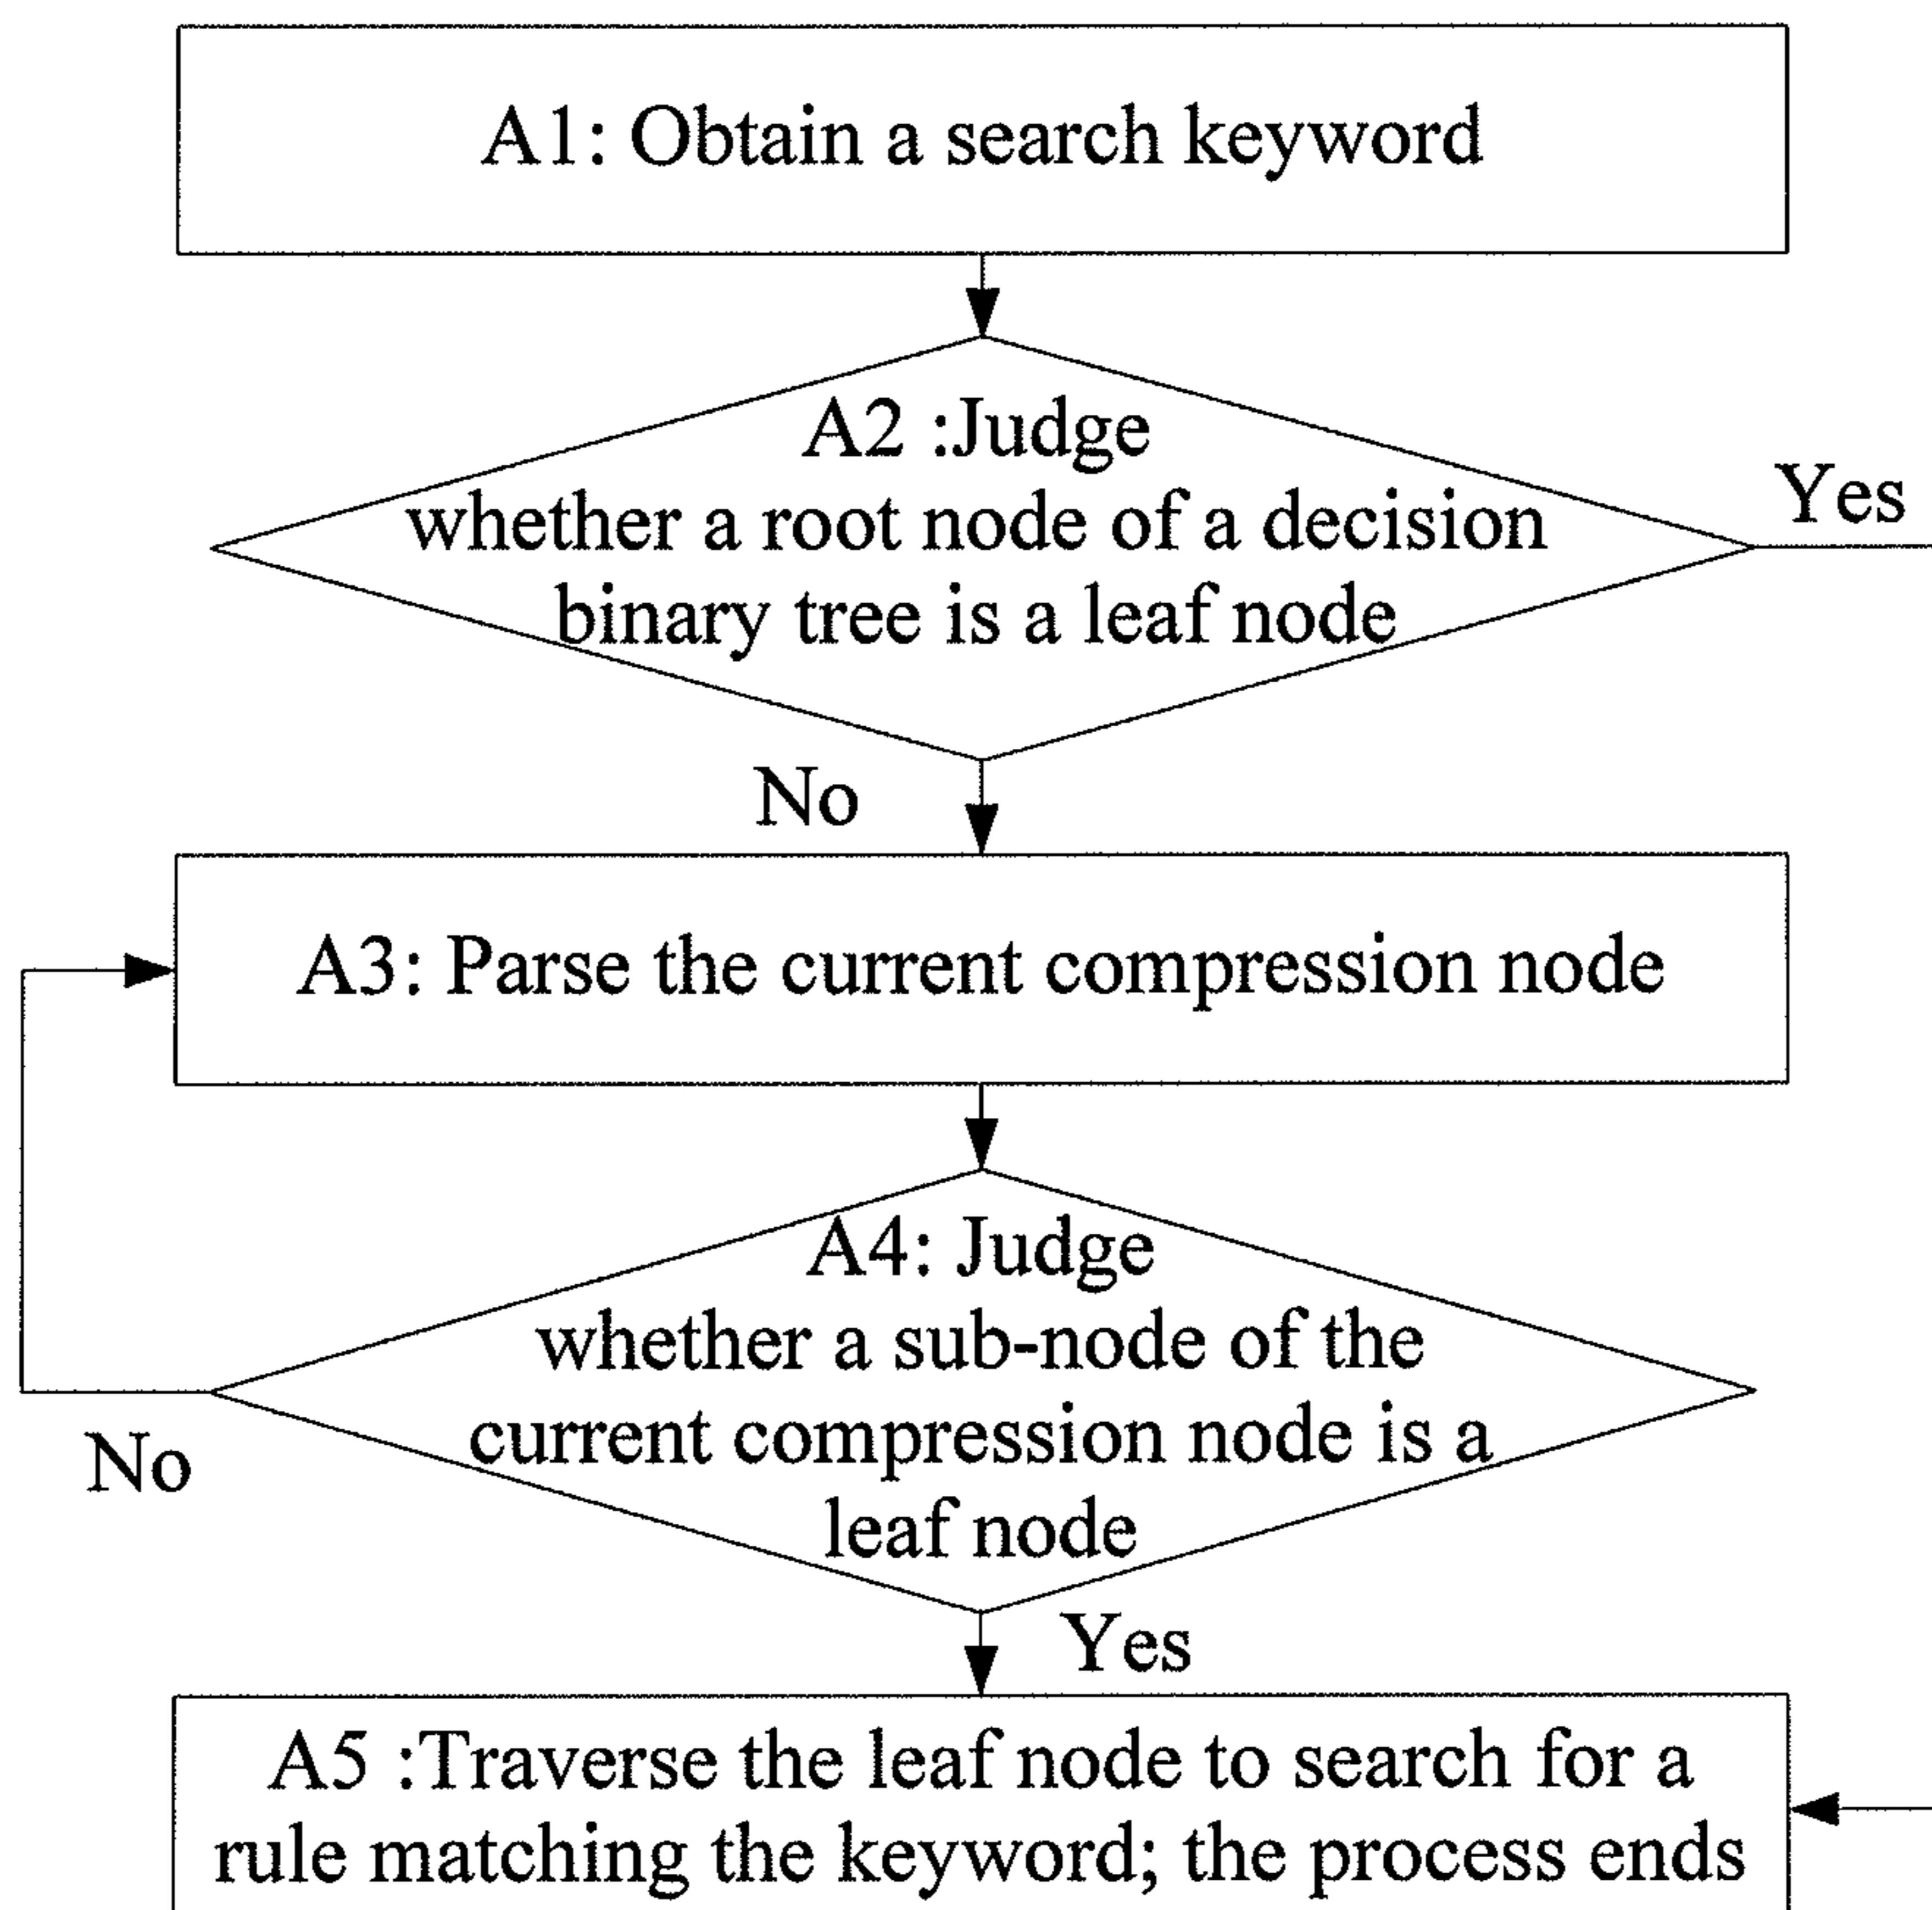 A1: Obtain a search keyword
A2 :Judge
whether a root node of a decision
binary tree is a leaf node
Yes
No
A3: Parse the current compression node
A4: Judge
whether a sub-node of the
current compression node is a
leaf node
No
Yes
A5 :Traverse the leaf node to search for a
rule matching the keyword; the process ends